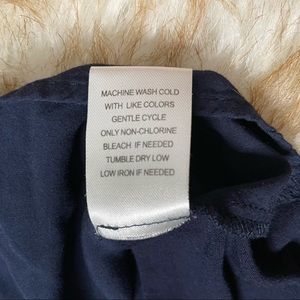 MACHINE WASH COLD
WITH LIKE COLORS
GENTLE CYCLE
ONLY NON-CHLORINE
BLEACH IF NEEDED
TUMBLE DRY LOW
LOW IRON IF NEEDED